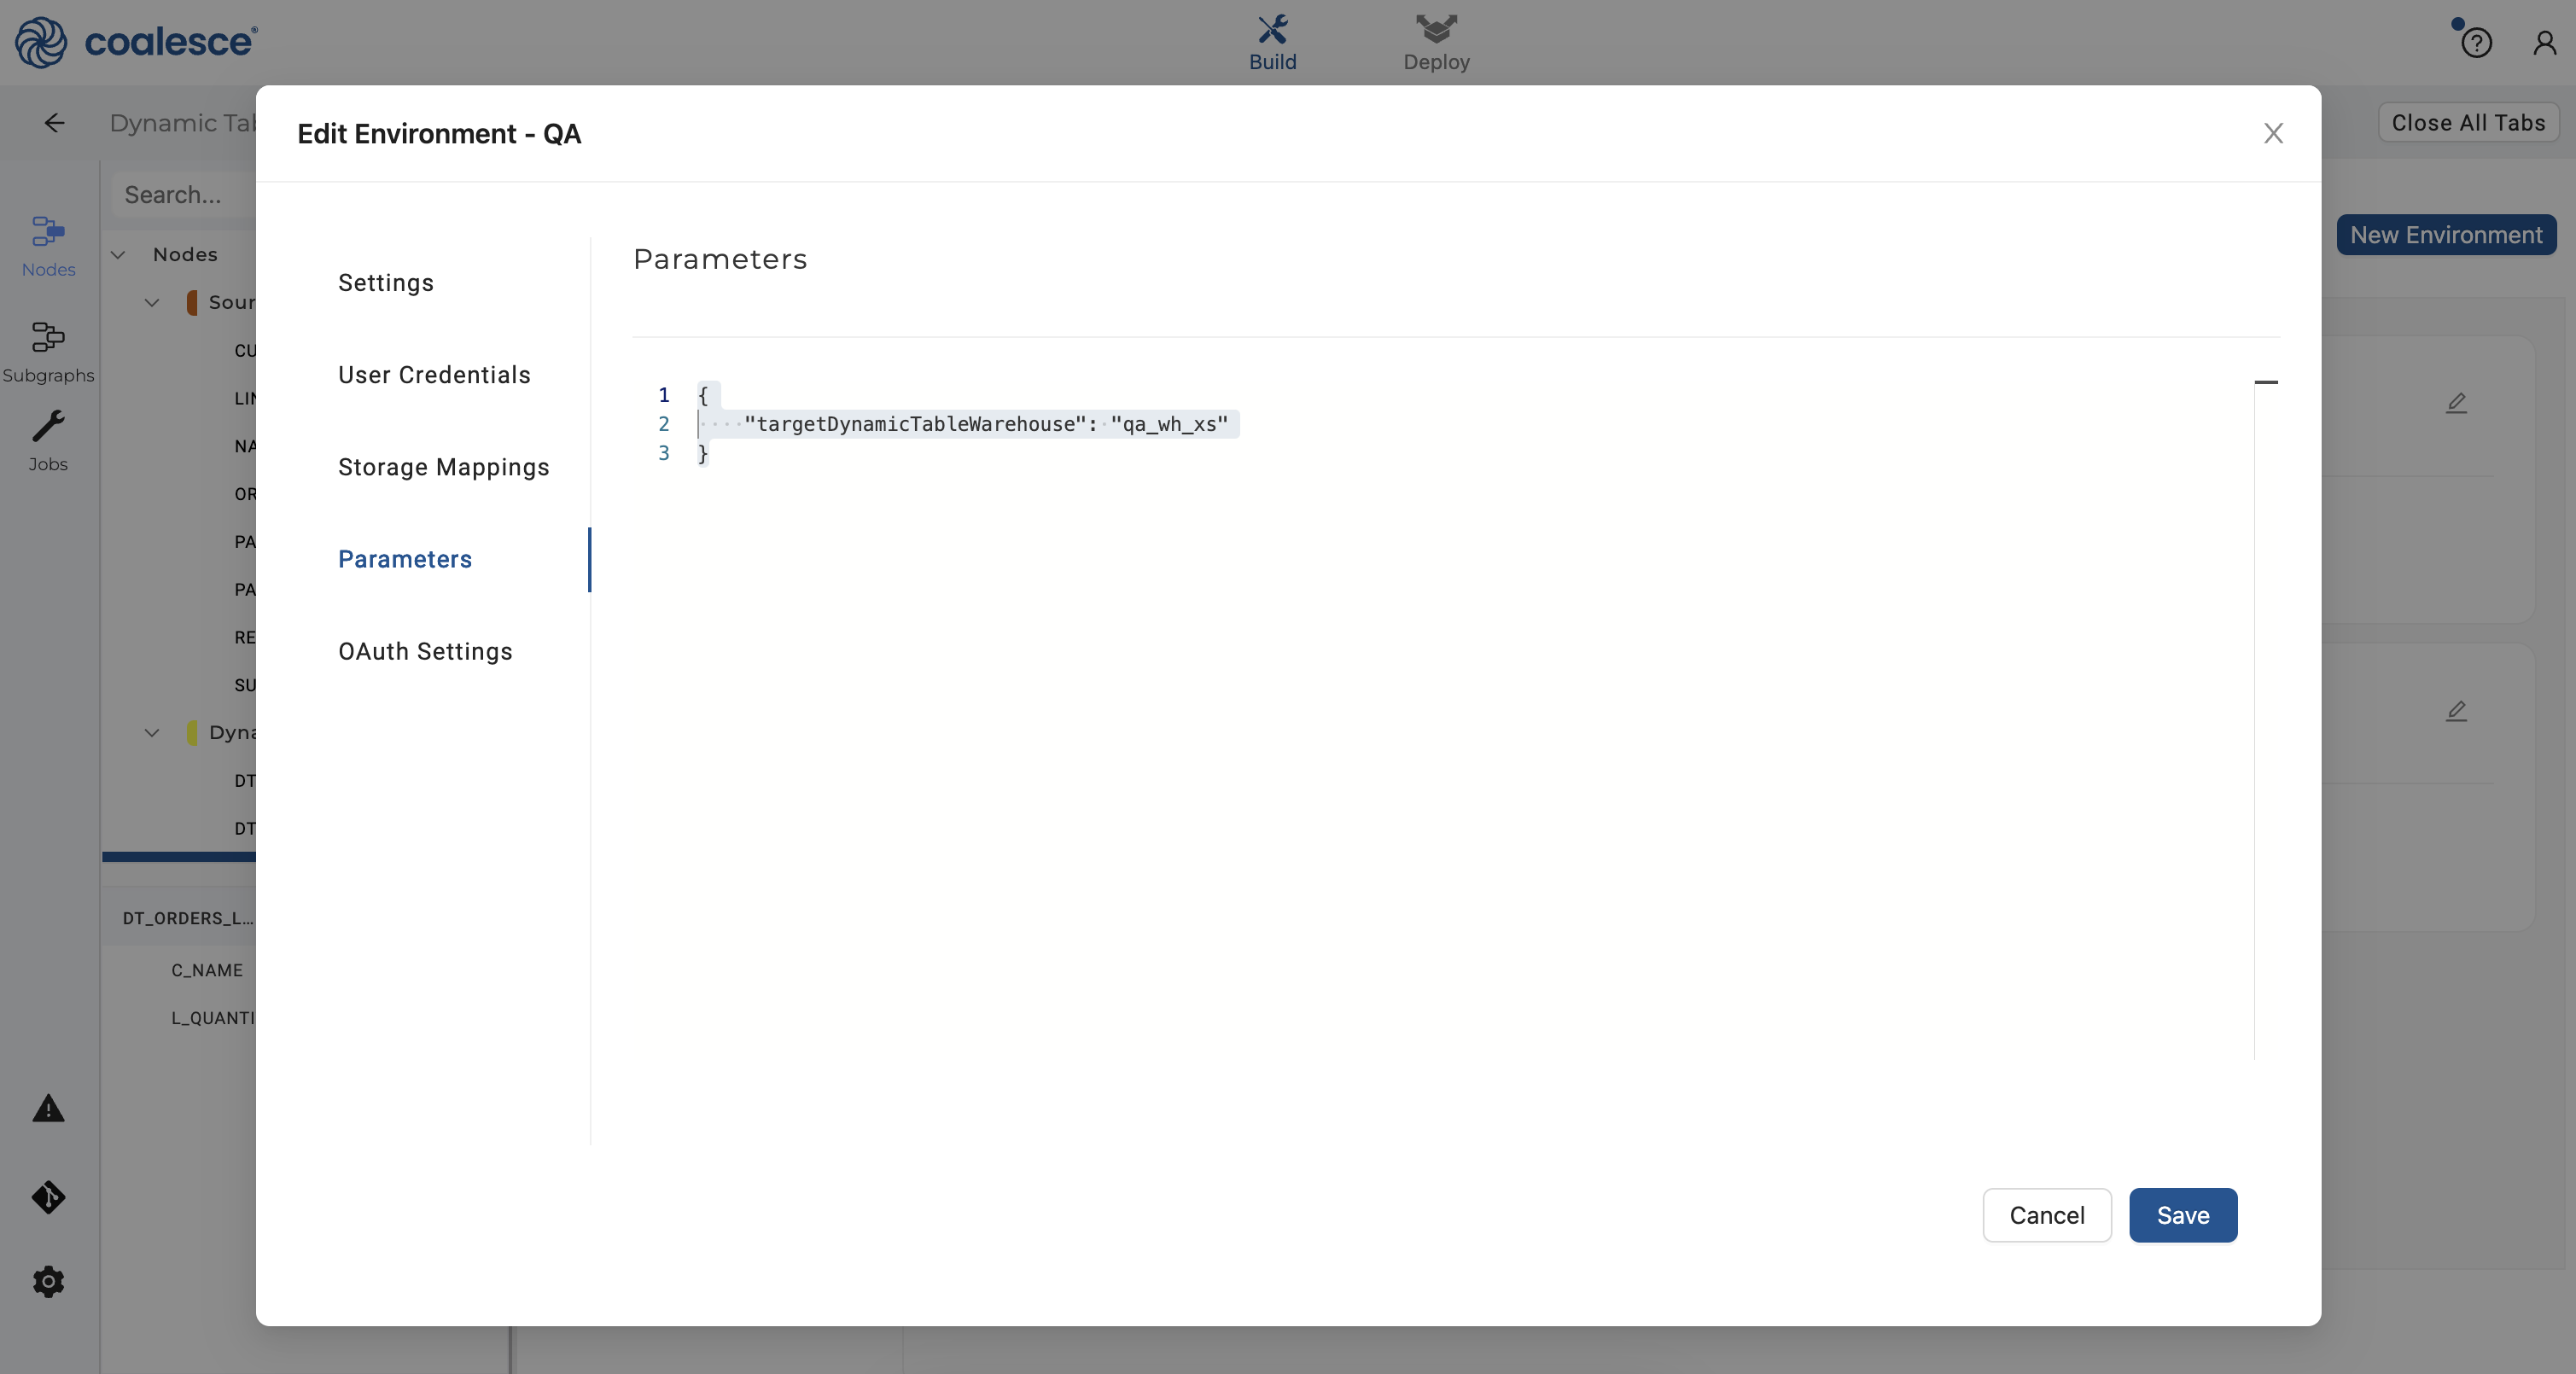 coalesce®
Build
Deploy
Dynamic Tab
Close All Tabs
Edit Environment - QA
Search...
New Environment
Nodes
Subgraphs
Jobs
Nodes
Sour
CU
LIN
NA
OR
PA
PA
RE
SU
Dyna
DT
DT
DT_ORDERS_L...
C_NAME
L_QUANTI
Settings
User Credentials
Storage Mappings
Parameters
OAuth Settings
Parameters
1 {
2 ····"targetDynamicTableWarehouse":·"qa_wh_xs"
3 }
Cancel
Save